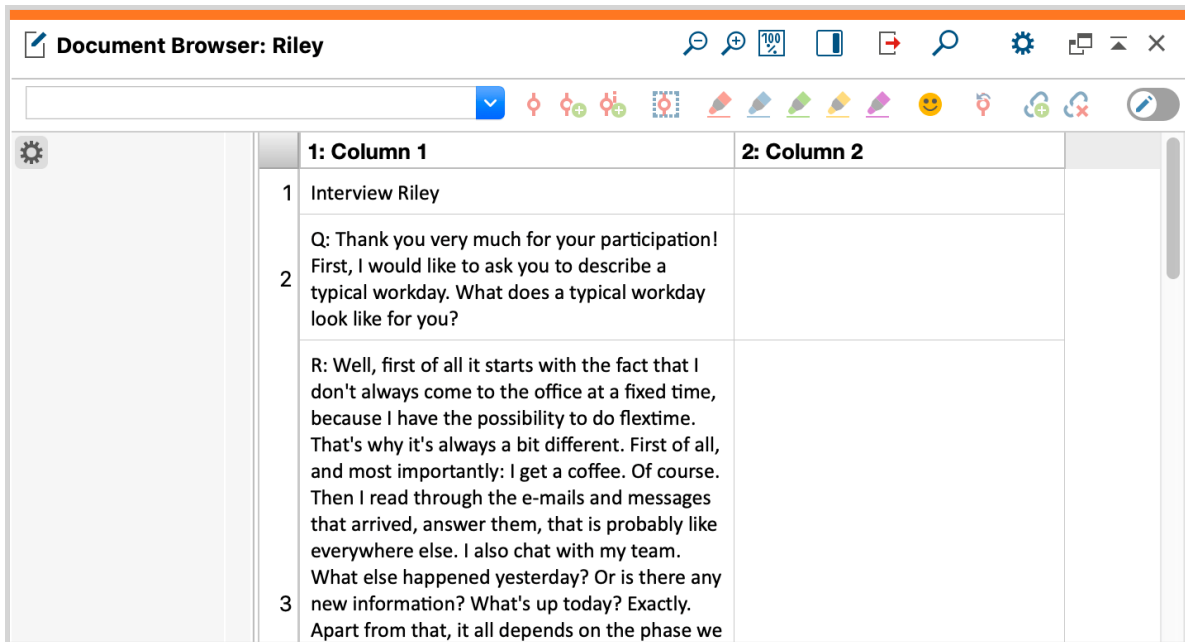 Document Browser: Riley
100
%
1: Column 1
2: Column 2
1
Interview Riley
2
Q: Thank you very much for your participation!
First, I would like to ask you to describe a
typical workday. What does a typical workday
look like for you?
3
R: Well, first of all it starts with the fact that I
don't always come to the office at a fixed time,
because I have the possibility to do flextime.
That's why it's always a bit different. First of all,
and most importantly: I get a coffee. Of course.
Then I read through the e-mails and messages
that arrived, answer them, that is probably like
everywhere else. I also chat with my team.
What else happened yesterday? Or is there any
new information? What's up today? Exactly.
Apart from that, it all depends on the phase we